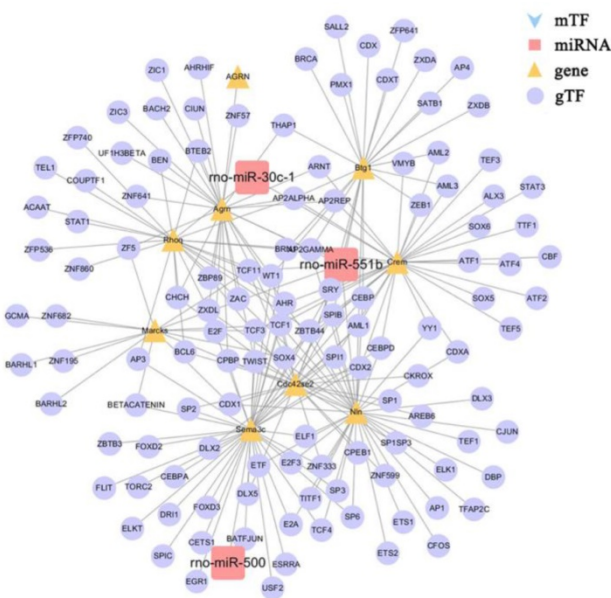 mTF
miRNA
gene
gTF
SALL2
ZFP641
CDX
BRCA
ZXDA
AP4
CDXT
PMX1
SATB1
ZXDB
ZIC1
AHRHIF
AGRN
ZIC3
BACH2
CIUN
ZNF57
THAP1
ZFP740
UF1H3BETA
BTEB2
BEN
ARNT
Btg1
VMYB
AML2
TEF3
TEL1
COUPTF1
rno-miR-30c-1
AML3
STAT3
ZNF641
AP2ALPHA
AP2REP
ZEB1
ALX3
ACAAT
STAT1
Agrn
SOX6
TTF1
ZFP536
ZF5
Rhoq
AP2GAMMA
rno-miR-551b
Crem
ATF1
ATF4
CBF
ZNF860
TCF11
WT1
ZBP89
SRY
CHCH
ZAC
AHR
CEBP
SOX5
ATF2
ZXDL
SPIB
GCMA
ZNF682
Marcks
E2F
TCF3
TCF1
ZBTB44
AML1
YY1
TEF5
BARHL1
ZNF195
AP3
BCL6
CPBP
TWIST
SOX4
SPI1
CEBPD
CDXA
CDX2
CKROX
Cdc42se2
BARHL2
BETACATENIN
SP2
CDX1
Nin
SP1
AREB6
DLX3
Sema3c
ELF1
CJUN
ZBTB3
FOXD2
DLX2
SP1SP3
TEF1
CPEB1
ETF
E2F3
ZNF333
ELK1
DBP
FLIT
TORC2
CEBPA
ZNF599
DLX5
TITF1
SP3
ELKT
DRI1
FOXD3
AP1
TFAP2C
SP6
ETS1
E2A
TCF4
CETS1
BATFJUN
SPIC
ETS2
CFOS
rno-miR-500
ESRRA
EGR1
USF2